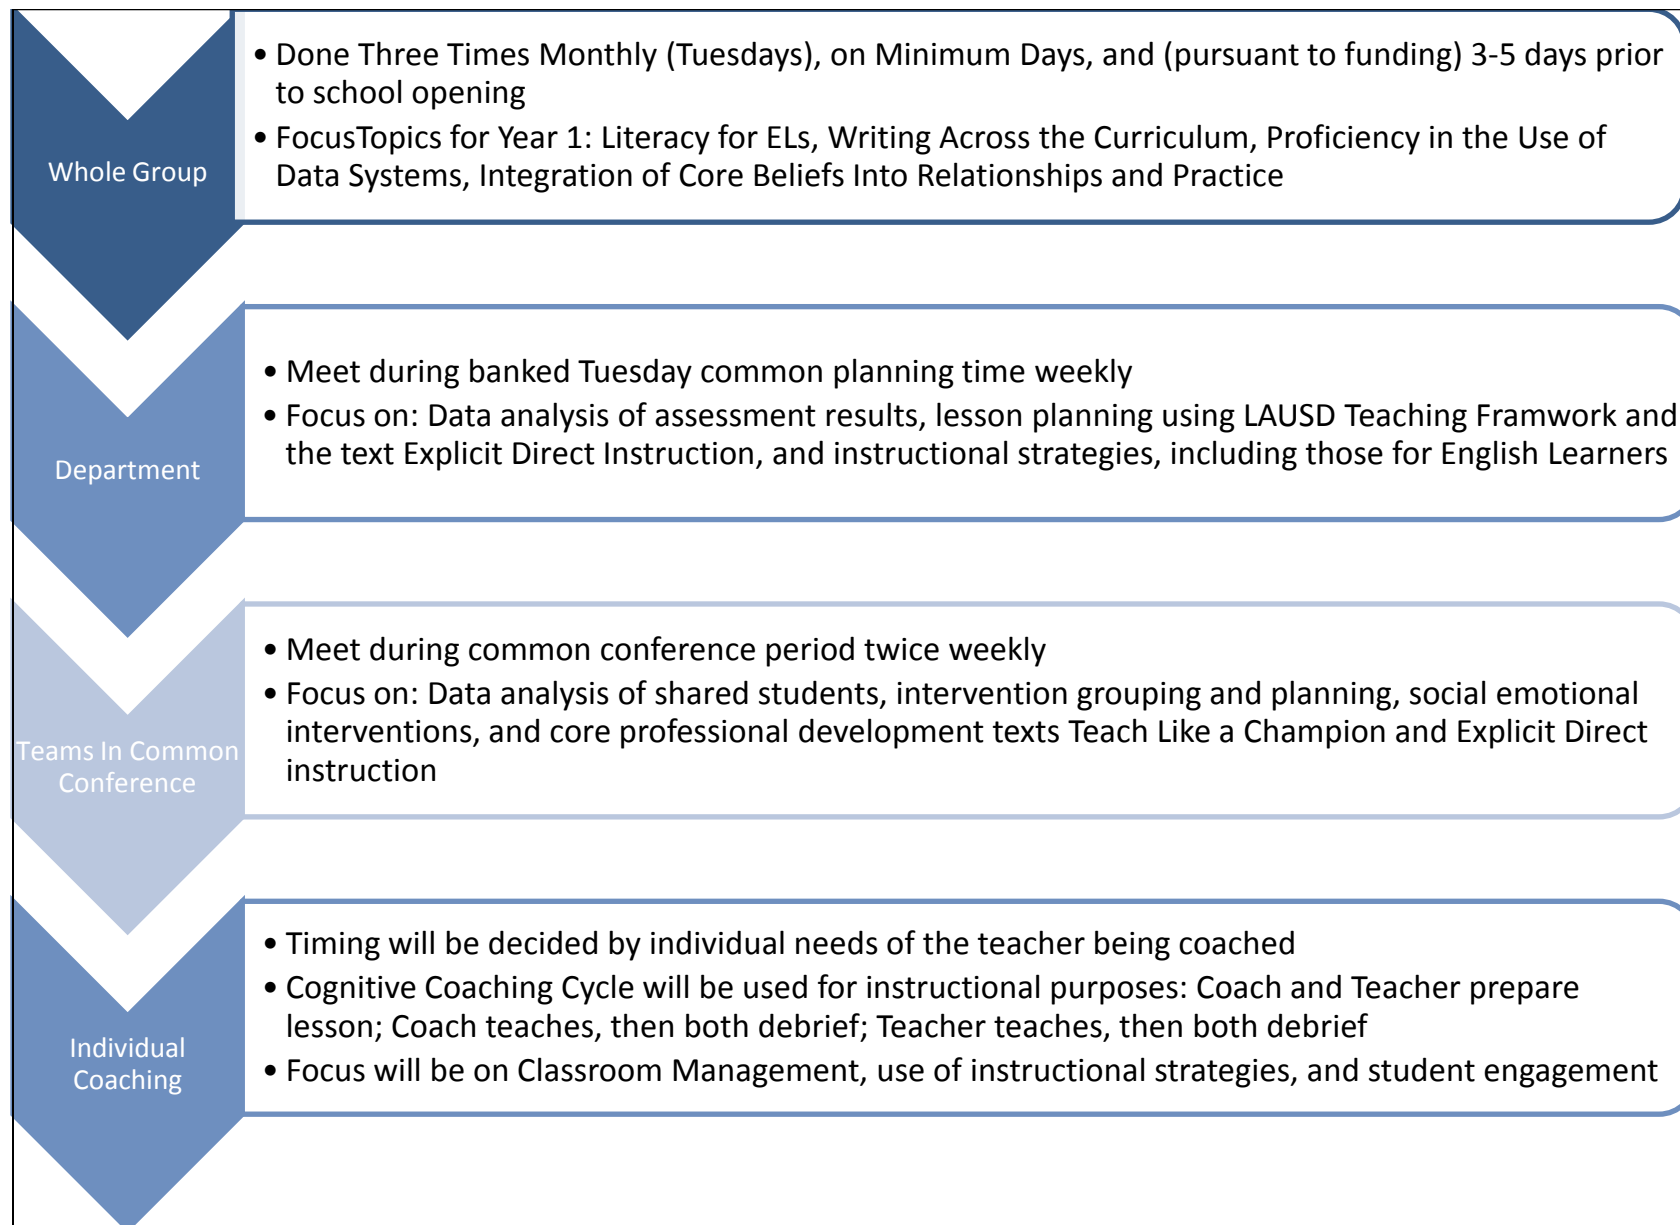 Whole Group
• Done Three Times Monthly (Tuesdays), on Minimum Days, and (pursuant to funding) 3-5 days prior
to school opening
• FocusTopics for Year 1: Literacy for ELs, Writing Across the Curriculum, Proficiency in the Use of
Data Systems, Integration of Core Beliefs Into Relationships and Practice
Department
• Meet during banked Tuesday common planning time weekly
• Focus on: Data analysis of assessment results, lesson planning using LAUSD Teaching Framwork and
the text Explicit Direct Instruction, and instructional strategies, including those for English Learners
Teams In Common
Conference
• Meet during common conference period twice weekly
• Focus on: Data analysis of shared students, intervention grouping and planning, social emotional
interventions, and core professional development texts Teach Like a Champion and Explicit Direct
instruction
Individual
Coaching
• Timing will be decided by individual needs of the teacher being coached
• Cognitive Coaching Cycle will be used for instructional purposes: Coach and Teacher prepare
lesson; Coach teaches, then both debrief; Teacher teaches, then both debrief
• Focus will be on Classroom Management, use of instructional strategies, and student engagement